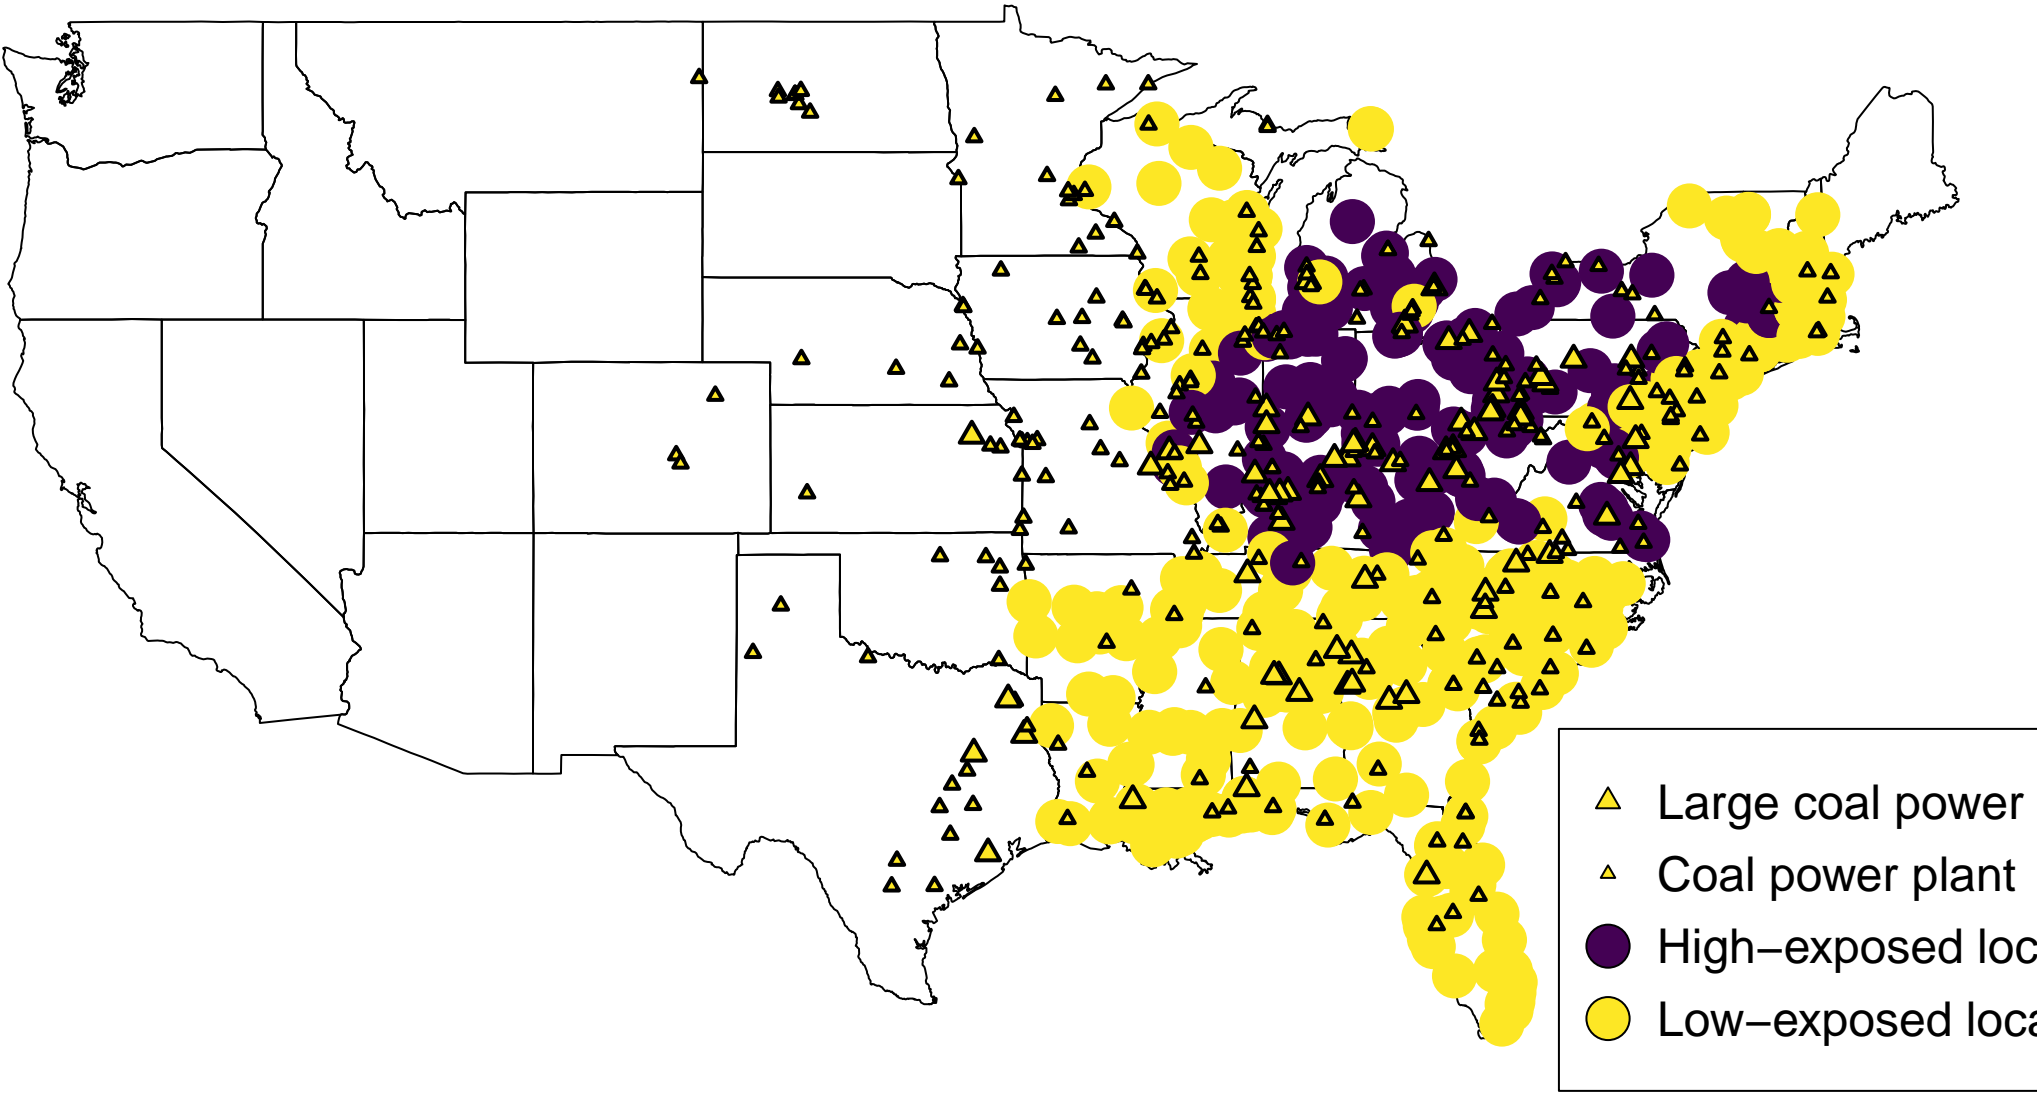 Large coal power
Coal power plant
High−exposed loc
Low−exposed loca